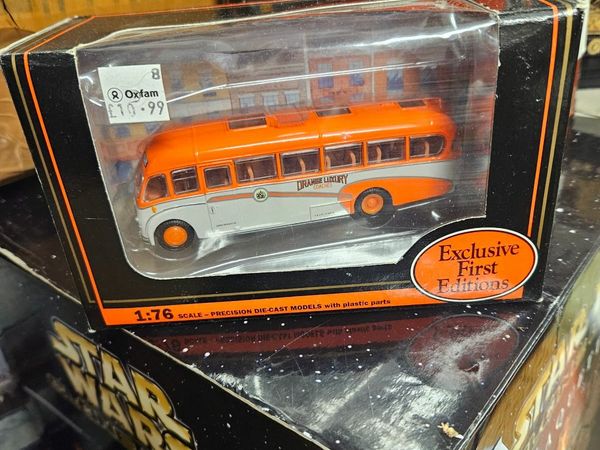 8
Oxfam
£10.99
ORANGE LUXURY
COACHES
Exclusive
First
Editions
1:76 SCALE – PRECISION DIE-CAST MODELS with plastic parts
STAR
WARS